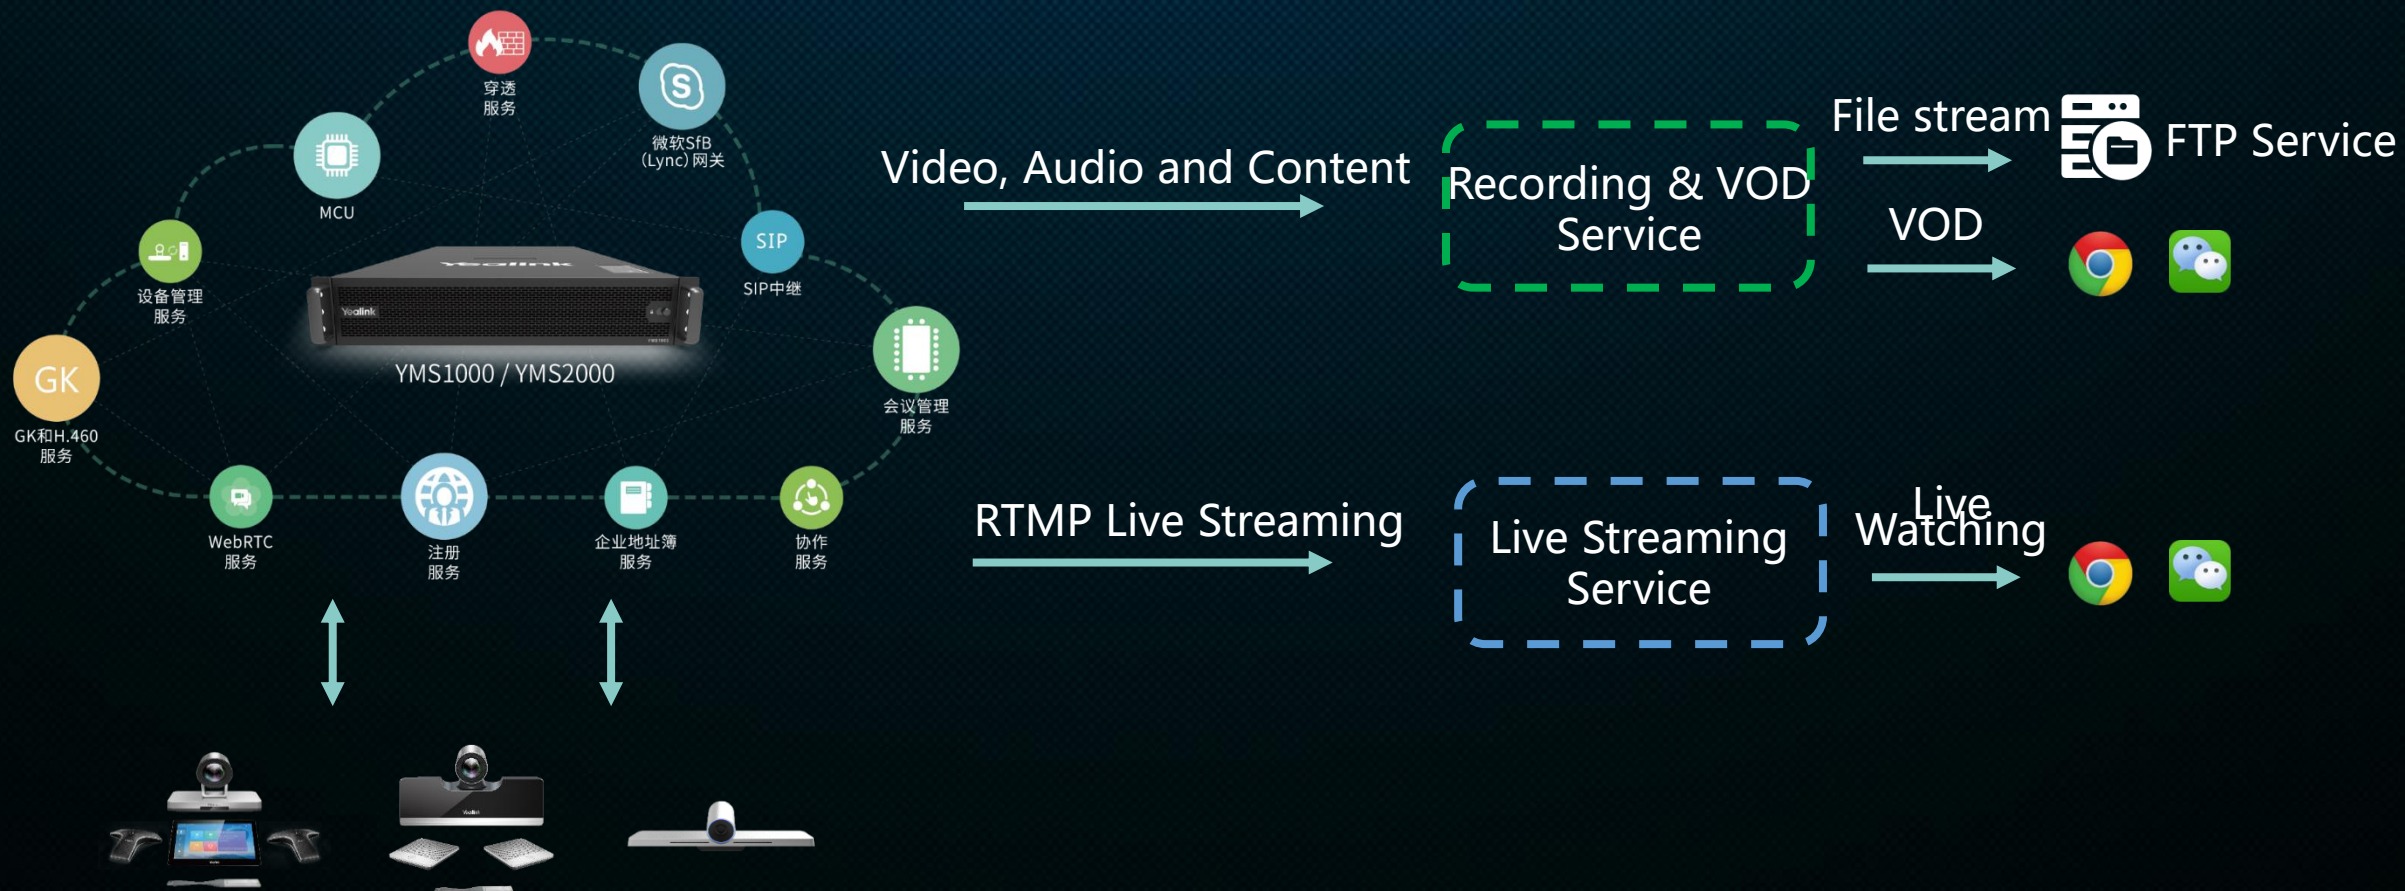 穿透
服务
S
微软SfB
(Lync)网关
MCU
SIP
SIP中继
设备管理
服务
Yealink
Yealink
YMS1000 / YMS2000
GK
GK和H.460
服务
会议管理
服务
WebRTC
服务
注册
服务
企业地址簿
服务
协作
服务
Video, Audio and Content
Recording & VOD
Service
File stream
FTP Service
VOD
RTMP Live Streaming
Live Streaming
Service
Live
Watching